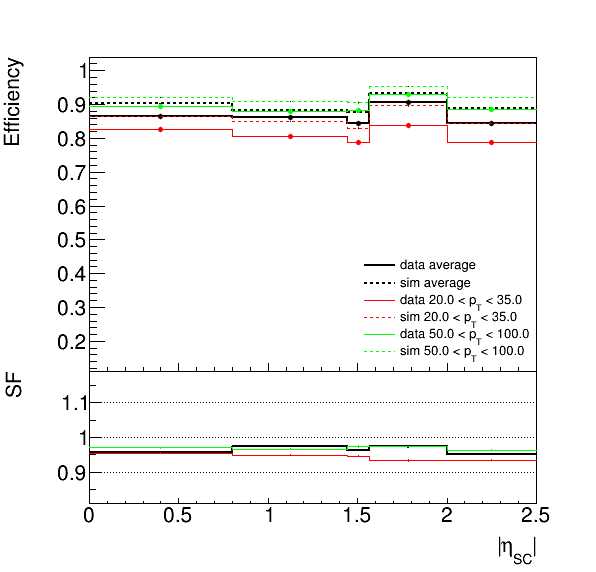 Efficiency
1
0.9
0.8
0.7
0.6
0.5
0.4
0.3
0.2
data average
sim average
data 20.0 < p_T < 35.0
sim 20.0 < p_T < 35.0
data 50.0 < p_T < 100.0
sim 50.0 < p_T < 100.0
SF
1.1
1
0.9
0 0.5 1 1.5 2 2.5
|η_SC|